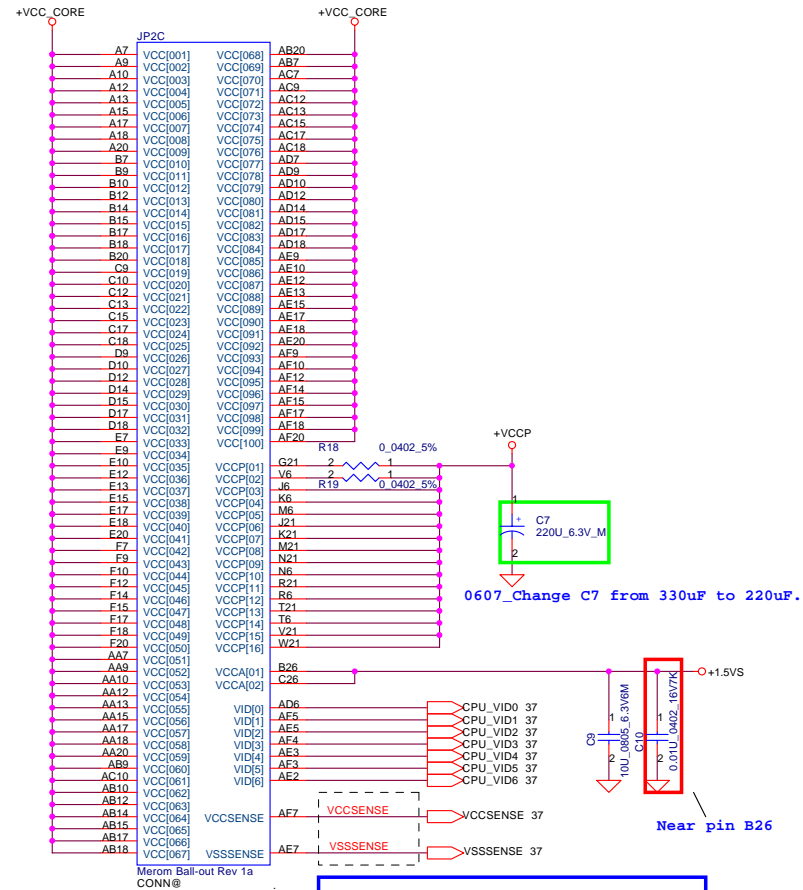 +VCC_CORE +VCC_CORE
JP2C
A7 VCC[001] VCC[068] AB20
A9 VCC[002] VCC[069] AB7
A10 VCC[003] VCC[070] AC7
A12 VCC[004] VCC[071] AC9
A13 VCC[005] VCC[072] AC12
A15 VCC[006] VCC[073] AC13
A17 VCC[007] VCC[074] AC15
A18 VCC[008] VCC[075] AC17
A20 VCC[009] VCC[076] AC18
B7 VCC[010] VCC[077] AD7
B9 VCC[011] VCC[078] AD9
B10 VCC[012] VCC[079] AD10
B12 VCC[013] VCC[080] AD12
B14 VCC[014] VCC[081] AD14
B15 VCC[015] VCC[082] AD15
B17 VCC[016] VCC[083] AD17
B18 VCC[017] VCC[084] AD18
B20 VCC[018] VCC[085] AE9
C9 VCC[019] VCC[086] AE10
C10 VCC[020] VCC[087] AE12
C12 VCC[021] VCC[088] AE13
C13 VCC[022] VCC[089] AE15
C15 VCC[023] VCC[090] AE17
C17 VCC[024] VCC[091] AE18
C18 VCC[025] VCC[092] AE20
D9 VCC[026] VCC[093] AF9
D10 VCC[027] VCC[094] AF10
D12 VCC[028] VCC[095] AF12
D14 VCC[029] VCC[096] AF14
D15 VCC[030] VCC[097] AF15
D17 VCC[031] VCC[098] AF17
D18 VCC[032] VCC[099] AF18
E7 VCC[033] VCC[100] AF20
E9 VCC[034]
R18 0_0402_5% +VCCP
E10 VCC[035] VCCP[01] G21 2 1
E12 VCC[036] VCCP[02] V6 2 1
E13 VCC[037] VCCP[03] J6 R19 0_0402_5%
E15 VCC[038] VCCP[04] K6
E17 VCC[039] VCCP[05] M6
E18 VCC[040] VCCP[06] J21
E20 VCC[041] VCCP[07] K21
F7 VCC[042] VCCP[08] M21
F9 VCC[043] VCCP[09] N21
F10 VCC[044] VCCP[10] N6
F12 VCC[045] VCCP[11] R21
F14 VCC[046] VCCP[12] R6
F15 VCC[047] VCCP[13] T21
F17 VCC[048] VCCP[14] T6
F18 VCC[049] VCCP[15] V21
F20 VCC[050] VCCP[16] W21
1
+
C7
220U_6.3V_M
2
0607_Change C7 from 330uF to 220uF.
AA7 VCC[051]
AA9 VCC[052] VCCA[01] B26
AA10 VCC[053] VCCA[02] C26
+1.5VS
AA12 VCC[054]
AA13 VCC[055] VID[0] AD6 CPU_VID0 37
AA15 VCC[056] VID[1] AF5 CPU_VID1 37
AA17 VCC[057] VID[2] AE5 CPU_VID2 37
AA18 VCC[058] VID[3] AF4 CPU_VID3 37
AA20 VCC[059] VID[4] AE3 CPU_VID4 37
AB9 VCC[060] VID[5] AF3 CPU_VID5 37
AC10 VCC[061] VID[6] AE2 CPU_VID6 37
AB10 VCC[062]
AB12 VCC[063]
AB14 VCC[064] VCCSENSE AF7 VCCSENSE VCCSENSE 37
AB15 VCC[065]
AB17 VCC[066]
AB18 VCC[067] VSSSENSE AE7 VSSSENSE VSSSENSE 37
1
2
C9
10U_0805_6.3V6M
1
2
C10
0.01U_0402_16V7K
Near pin B26
Merom Ball-out Rev 1a
CONN@